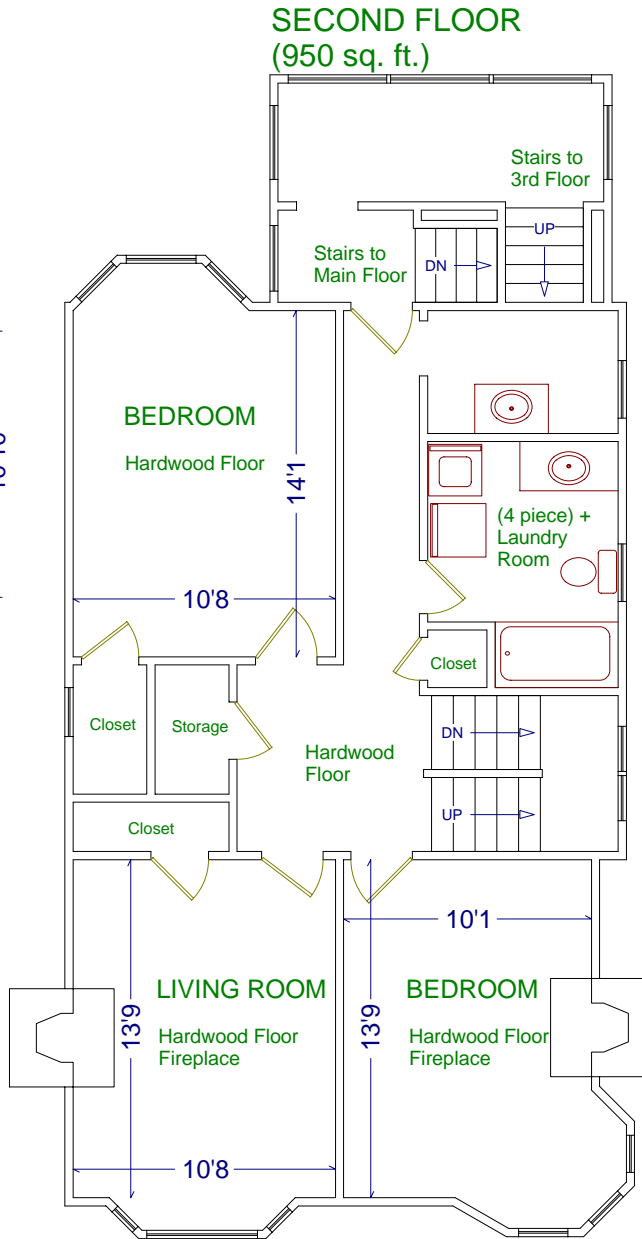 SECOND FLOOR
(950 sq. ft.)
Stairs to
3rd Floor
UP
Stairs to
Main Floor
DN
BEDROOM
Hardwood Floor
14'1
10'8
(4 piece) +
Laundry
Room
Closet
Closet
Storage
Hardwood
Floor
DN
UP
Closet
10'1
LIVING ROOM
Hardwood Floor
Fireplace
13'9
10'8
BEDROOM
Hardwood Floor
Fireplace
13'9